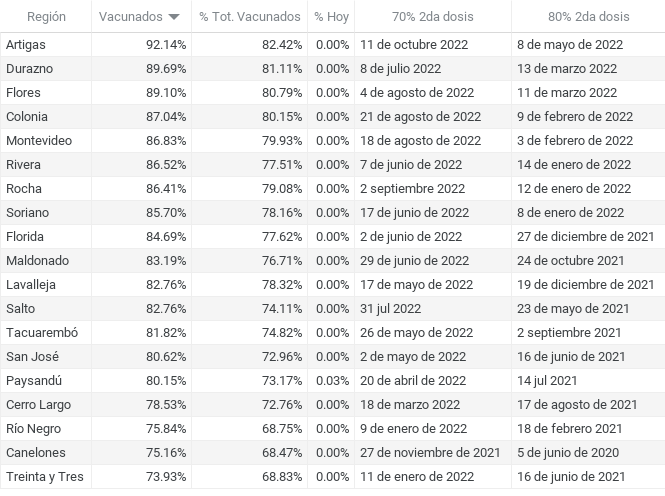 Región Vacunados % Tot. Vacunados % Hoy 70% 2da dosis 80% 2da dosis
Artigas 92.14% 82.42% 0.00% 11 de octubre 2022 8 de mayo de 2022
Durazno 89.69% 81.11% 0.00% 8 de julio 2022 13 de marzo 2022
Flores 89.10% 80.79% 0.00% 4 de agosto de 2022 11 de marzo 2022
Colonia 87.04% 80.15% 0.00% 21 de agosto de 2022 9 de febrero de 2022
Montevideo 86.83% 79.93% 0.00% 18 de agosto de 2022 3 de febrero de 2022
Rivera 86.52% 77.51% 0.00% 7 de junio de 2022 14 de enero de 2022
Rocha 86.41% 79.08% 0.00% 2 septiembre 2022 12 de enero de 2022
Soriano 85.70% 78.16% 0.00% 17 de junio de 2022 8 de enero de 2022
Florida 84.69% 77.62% 0.00% 2 de junio de 2022 27 de diciembre de 2021
Maldonado 83.19% 76.71% 0.00% 29 de junio de 2022 24 de octubre 2021
Lavalleja 82.76% 78.32% 0.00% 17 de mayo de 2022 19 de diciembre de 2021
Salto 82.76% 74.11% 0.00% 31 jul 2022 23 de mayo de 2021
Tacuarembó 81.82% 74.82% 0.00% 26 de mayo de 2022 2 septiembre 2021
San José 80.62% 72.96% 0.00% 2 de mayo de 2022 16 de junio de 2021
Paysandú 80.15% 73.17% 0.03% 20 de abril de 2022 14 jul 2021
Cerro Largo 78.53% 72.76% 0.00% 18 de marzo 2022 17 de agosto de 2021
Río Negro 75.84% 68.75% 0.00% 9 de enero de 2022 18 de febrero 2021
Canelones 75.16% 68.47% 0.00% 27 de noviembre de 2021 5 de junio de 2020
Treinta y Tres 73.93% 68.83% 0.00% 11 de enero de 2022 16 de junio de 2021